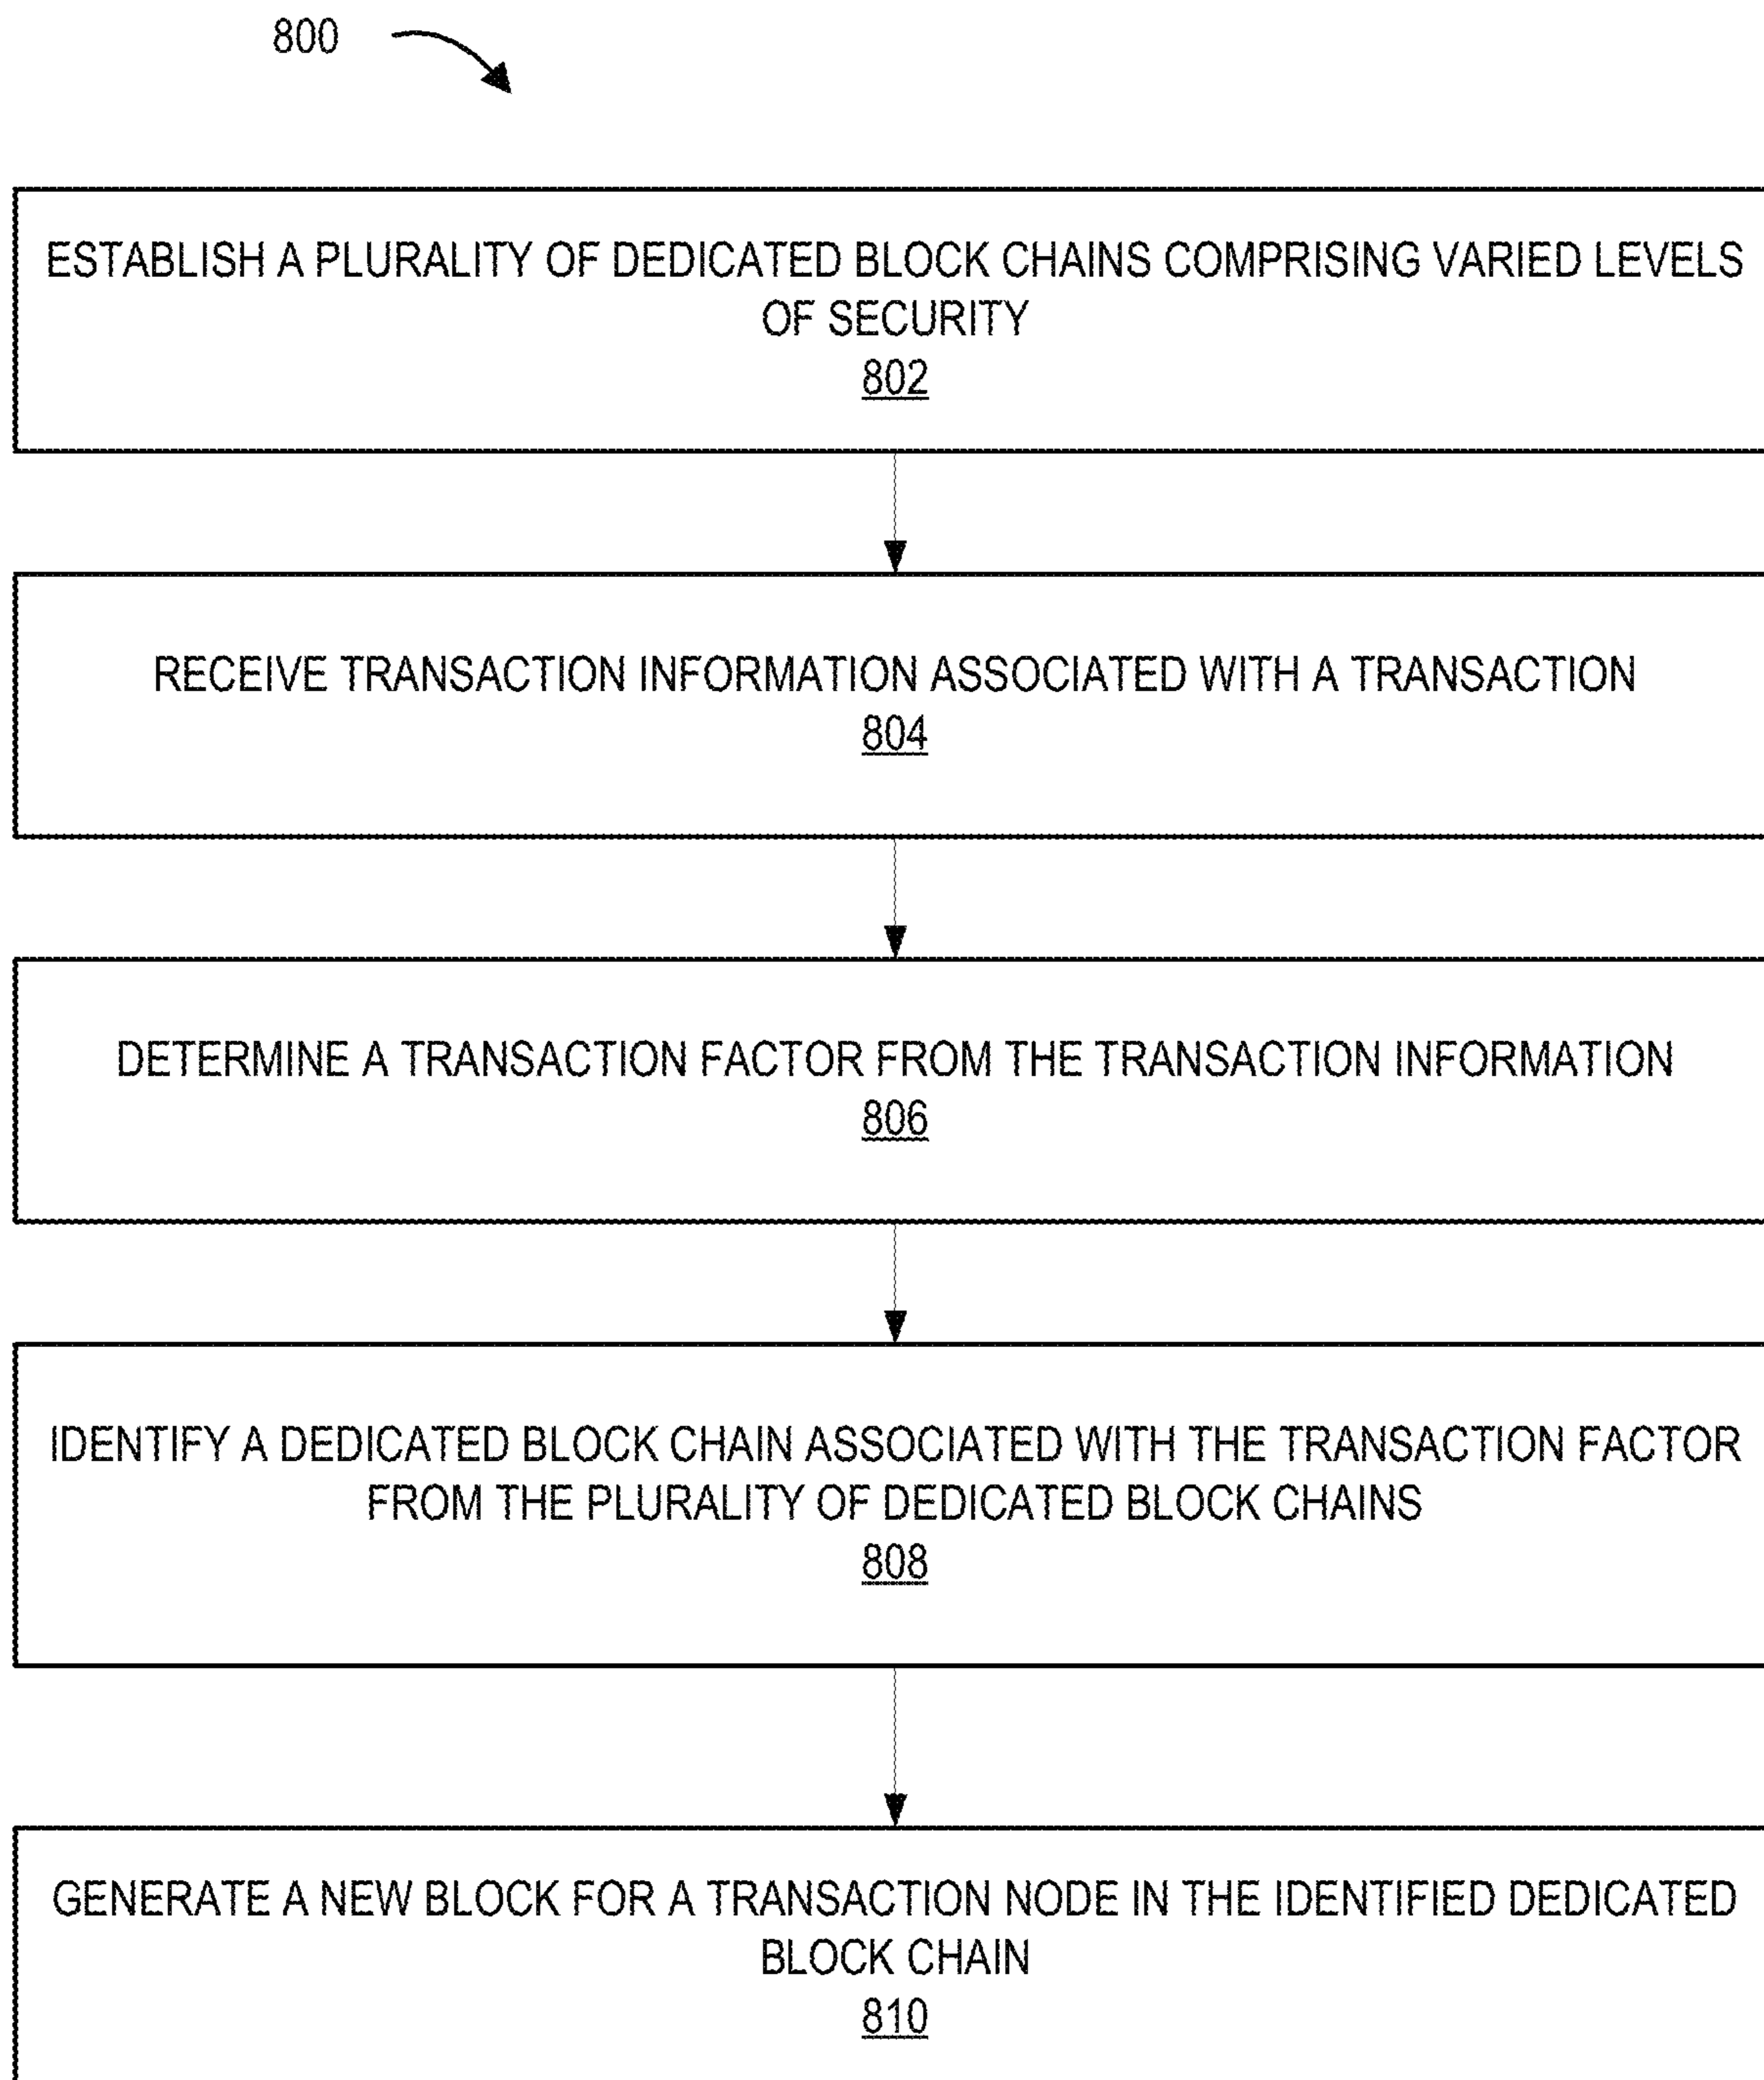 800
ESTABLISH A PLURALITY OF DEDICATED BLOCK CHAINS COMPRISING VARIED LEVELS
OF SECURITY
802
RECEIVE TRANSACTION INFORMATION ASSOCIATED WITH A TRANSACTION
804
DETERMINE A TRANSACTION FACTOR FROM THE TRANSACTION INFORMATION
806
IDENTIFY A DEDICATED BLOCK CHAIN ASSOCIATED WITH THE TRANSACTION FACTOR
FROM THE PLURALITY OF DEDICATED BLOCK CHAINS
808
GENERATE A NEW BLOCK FOR A TRANSACTION NODE IN THE IDENTIFIED DEDICATED
BLOCK CHAIN
810